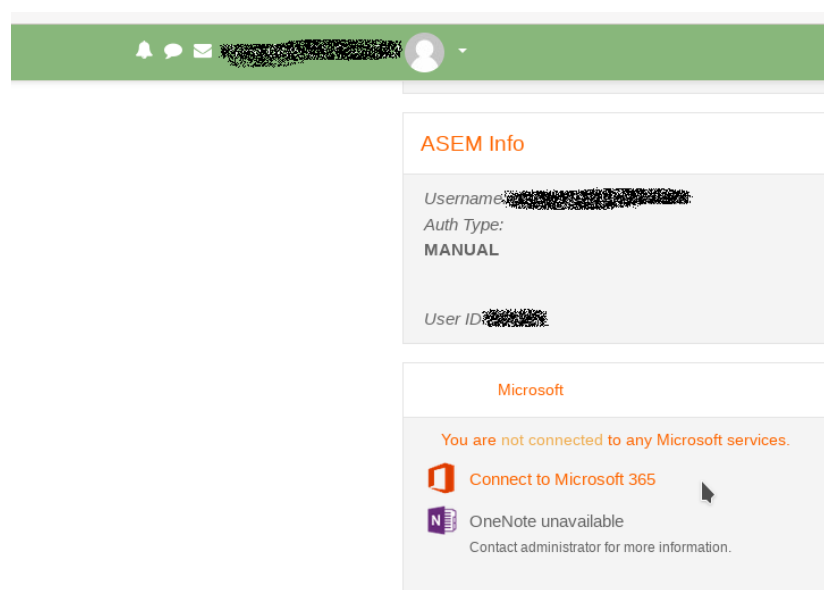 ASEM Info
Username
Auth Type:
MANUAL
User ID
Microsoft
You are not connected to any Microsoft services.
Connect to Microsoft 365
N
OneNote unavailable
Contact administrator for more information.